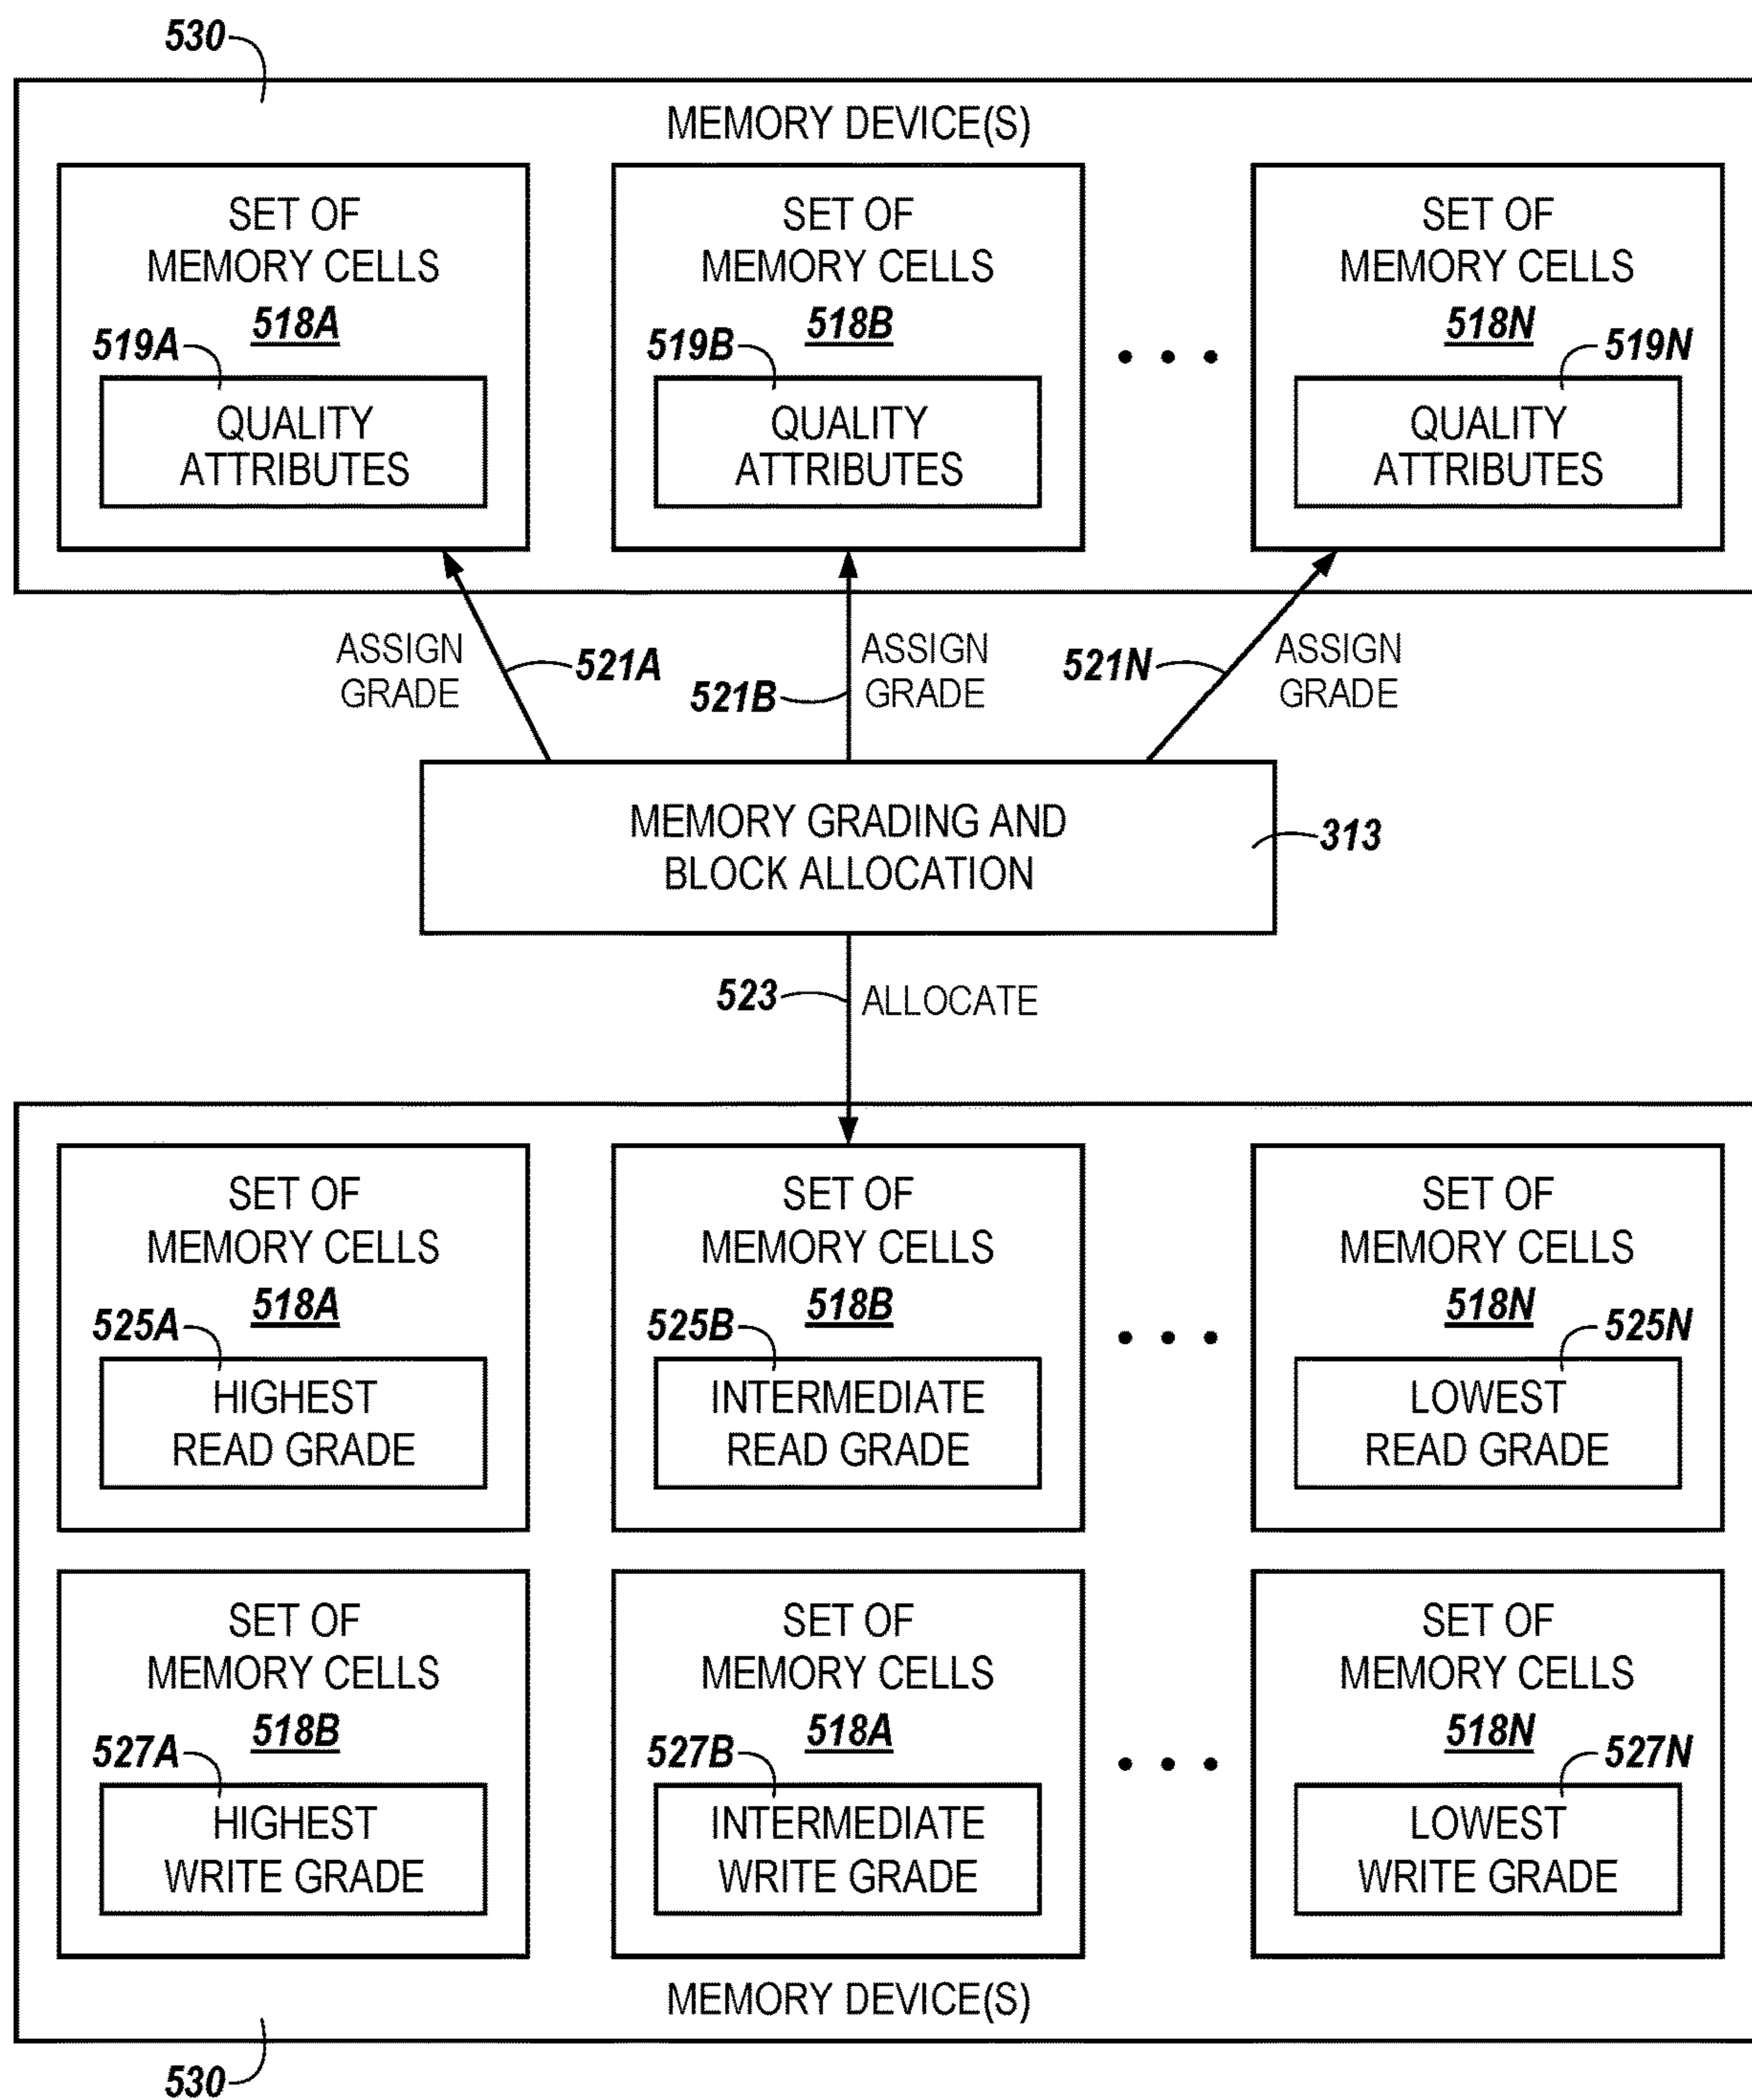 530
MEMORY DEVICE(S)
SET OF
MEMORY CELLS
518A
519A
QUALITY
ATTRIBUTES
SET OF
MEMORY CELLS
518B
519B
QUALITY
ATTRIBUTES
• • •
SET OF
MEMORY CELLS
518N
519N
QUALITY
ATTRIBUTES
ASSIGN
GRADE
521A
521B
ASSIGN
GRADE
521N
ASSIGN
GRADE
MEMORY GRADING AND
BLOCK ALLOCATION
313
523
ALLOCATE
SET OF
MEMORY CELLS
518A
525A
HIGHEST
READ GRADE
SET OF
MEMORY CELLS
518B
525B
INTERMEDIATE
READ GRADE
• • •
SET OF
MEMORY CELLS
518N
525N
LOWEST
READ GRADE
SET OF
MEMORY CELLS
518B
527A
HIGHEST
WRITE GRADE
SET OF
MEMORY CELLS
518A
527B
INTERMEDIATE
WRITE GRADE
• • •
SET OF
MEMORY CELLS
518N
527N
LOWEST
WRITE GRADE
MEMORY DEVICE(S)
530